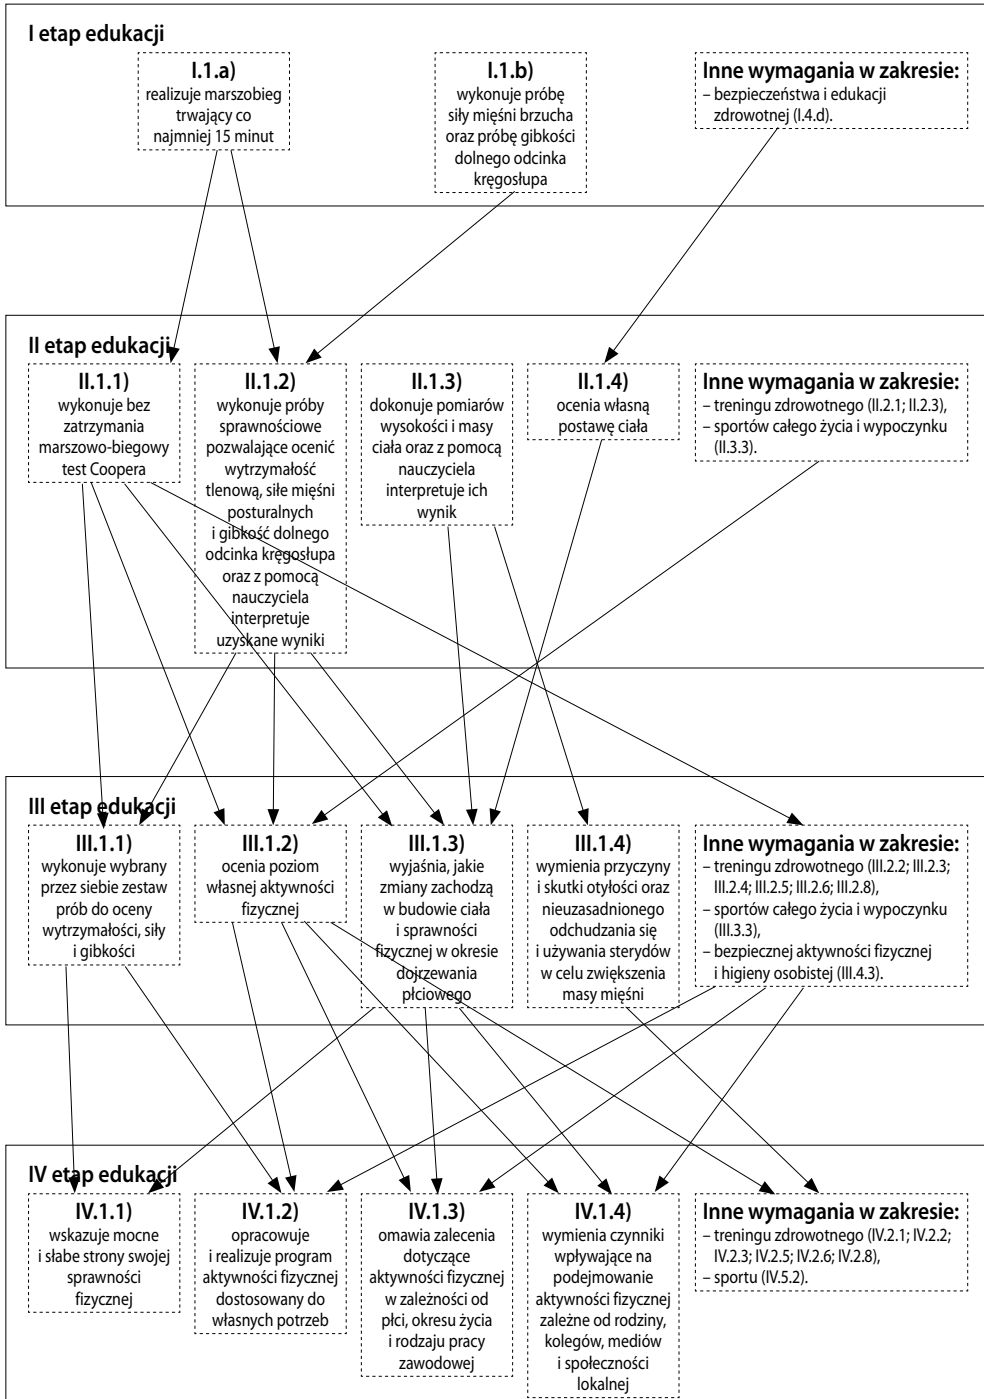 I etap edukacji
I.1.a)
realizuje marszobieg
trwający co
najmniej 15 minut
I.1.b)
wykonuje próbę
siły mięśni brzucha
oraz próbę gibkości
dolnego odcinka
kręgosłupa
Inne wymagania w zakresie:
– bezpieczeństwa i edukacji
zdrowotnej (I.4.d).
II etap edukacji
II.1.1)
wykonuje bez
zatrzymania
marszowo-biegowy
test Coopera
II.1.2)
wykonuje próby
sprawnościowe
pozwalające ocenić
wytrzymałość
tlenową, siłe mięśni
posturalnych
i gibkość dolnego
odcinka kręgosłupa
oraz z pomocą
nauczyciela
interpretuje
uzyskane wyniki
II.1.3)
dokonuje pomiarów
wysokości i masy
ciała oraz z pomocą
nauczyciela
interpretuje ich
wynik
II.1.4)
ocenia własną
postawę ciała
Inne wymagania w zakresie:
– treningu zdrowotnego (II.2.1; II.2.3),
– sportów całego życia i wypoczynku
(II.3.3).
III etap edukacji
III.1.1)
wykonuje wybrany
przez siebie zestaw
prób do oceny
wytrzymałości, siły
i gibkości
III.1.2)
ocenia poziom
własnej aktywności
fizycznej
III.1.3)
wyjaśnia, jakie
zmiany zachodzą
w budowie ciała
i sprawności
fizycznej w okresie
dojrzewania
płciowego
III.1.4)
wymienia przyczyny
i skutki otyłości oraz
nieuzasadnionego
odchudzania się
i używania sterydów
w celu zwiększenia
masy mięśni
Inne wymagania w zakresie:
– treningu zdrowotnego (III.2.2; III.2.3;
III.2.4; III.2.5; III.2.6; III.2.8),
– sportów całego życia i wypoczynku
(III.3.3),
– bezpiecznej aktywności fizycznej
i higieny osobistej (III.4.3).
IV etap edukacji
IV.1.1)
wskazuje mocne
i słabe strony swojej
sprawności
fizycznej
IV.1.2)
opracowuje
i realizuje program
aktywności fizycznej
dostosowany do
własnych potrzeb
IV.1.3)
omawia zalecenia
dotyczące
aktywności fizycznej
w zależności od
płci, okresu życia
i rodzaju pracy
zawodowej
IV.1.4)
wymienia czynniki
wpływające na
podejmowanie
aktywności fizycznej
zależne od rodziny,
kolegów, mediów
i społeczności
lokalnej
Inne wymagania w zakresie:
– treningu zdrowotnego (IV.2.1; IV.2.2;
IV.2.3; IV.2.5; IV.2.6; IV.2.8),
– sportu (IV.5.2).